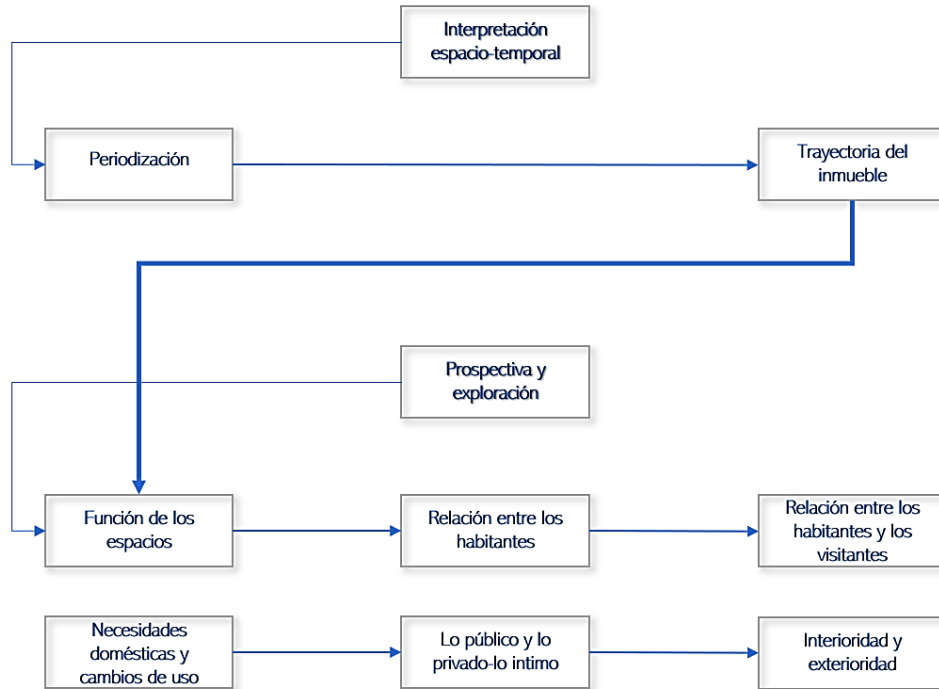 Interpretación
espacio-temporal
Periodización
Trayectoria del
inmueble
Prospectiva y
exploración
Función de los
espacios
Relación entre los
habitantes
Relación entre los
habitantes y los
visitantes
Necesidades
domésticas y
cambios de uso
Lo público y lo
privado-lo intimo
Interioridad y
exterioridad